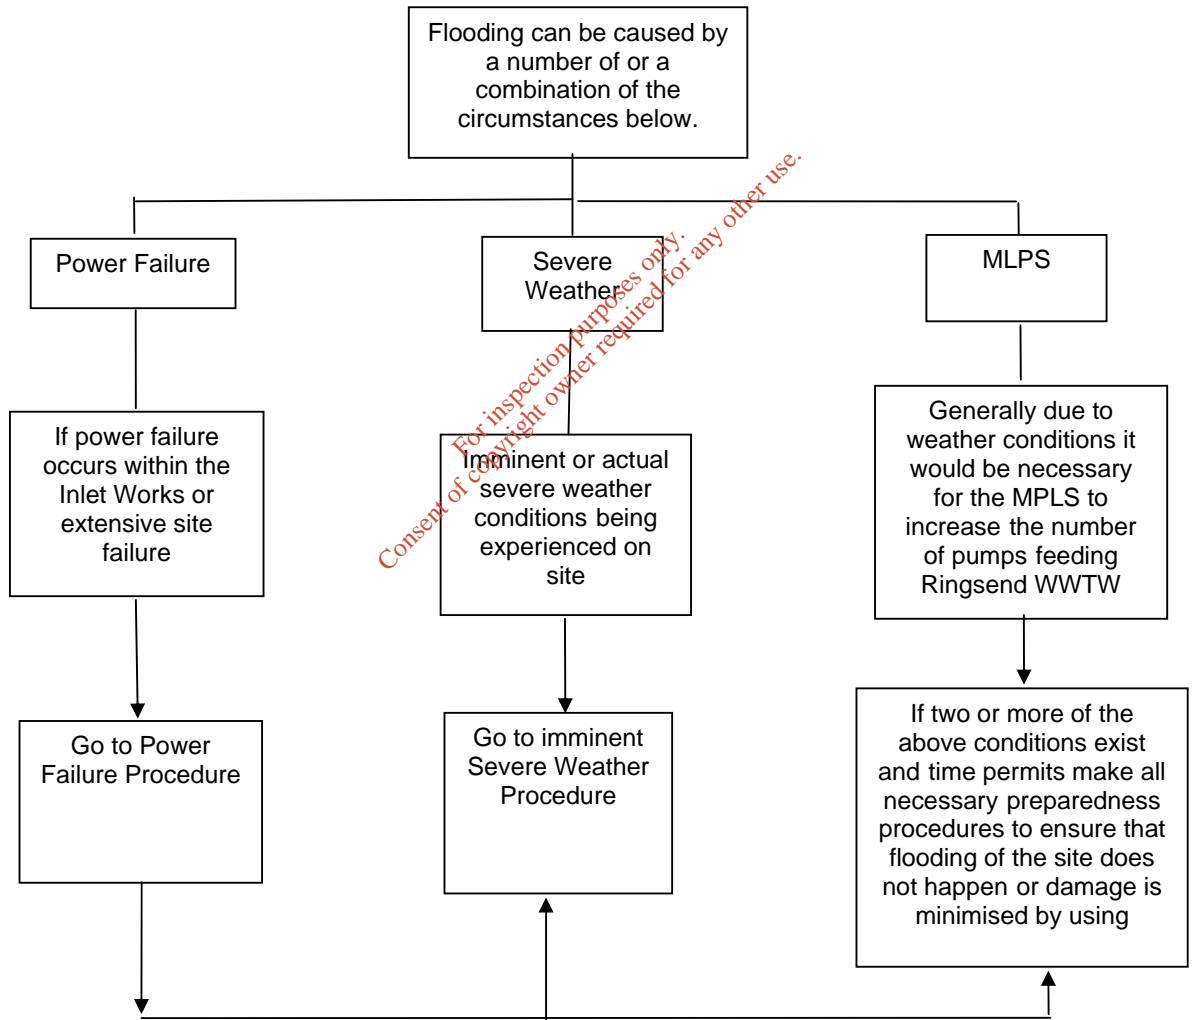 Flooding can be caused by
a number of or a
combination of the
circumstances below.
Power Failure
Severe
Weather
MLPS
If power failure
occurs within the
Inlet Works or
extensive site
failure
Imminent or actual
severe weather
conditions being
experienced on
site
Generally due to
weather conditions it
would be necessary
for the MPLS to
increase the number
of pumps feeding
Ringsend WWTW
Go to Power
Failure Procedure
Go to imminent
Severe Weather
Procedure
If two or more of the
above conditions exist
and time permits make all
necessary preparedness
procedures to ensure that
flooding of the site does
not happen or damage is
minimised by using
For inspection purposes only.
Consent of copyright owner required for any other use.